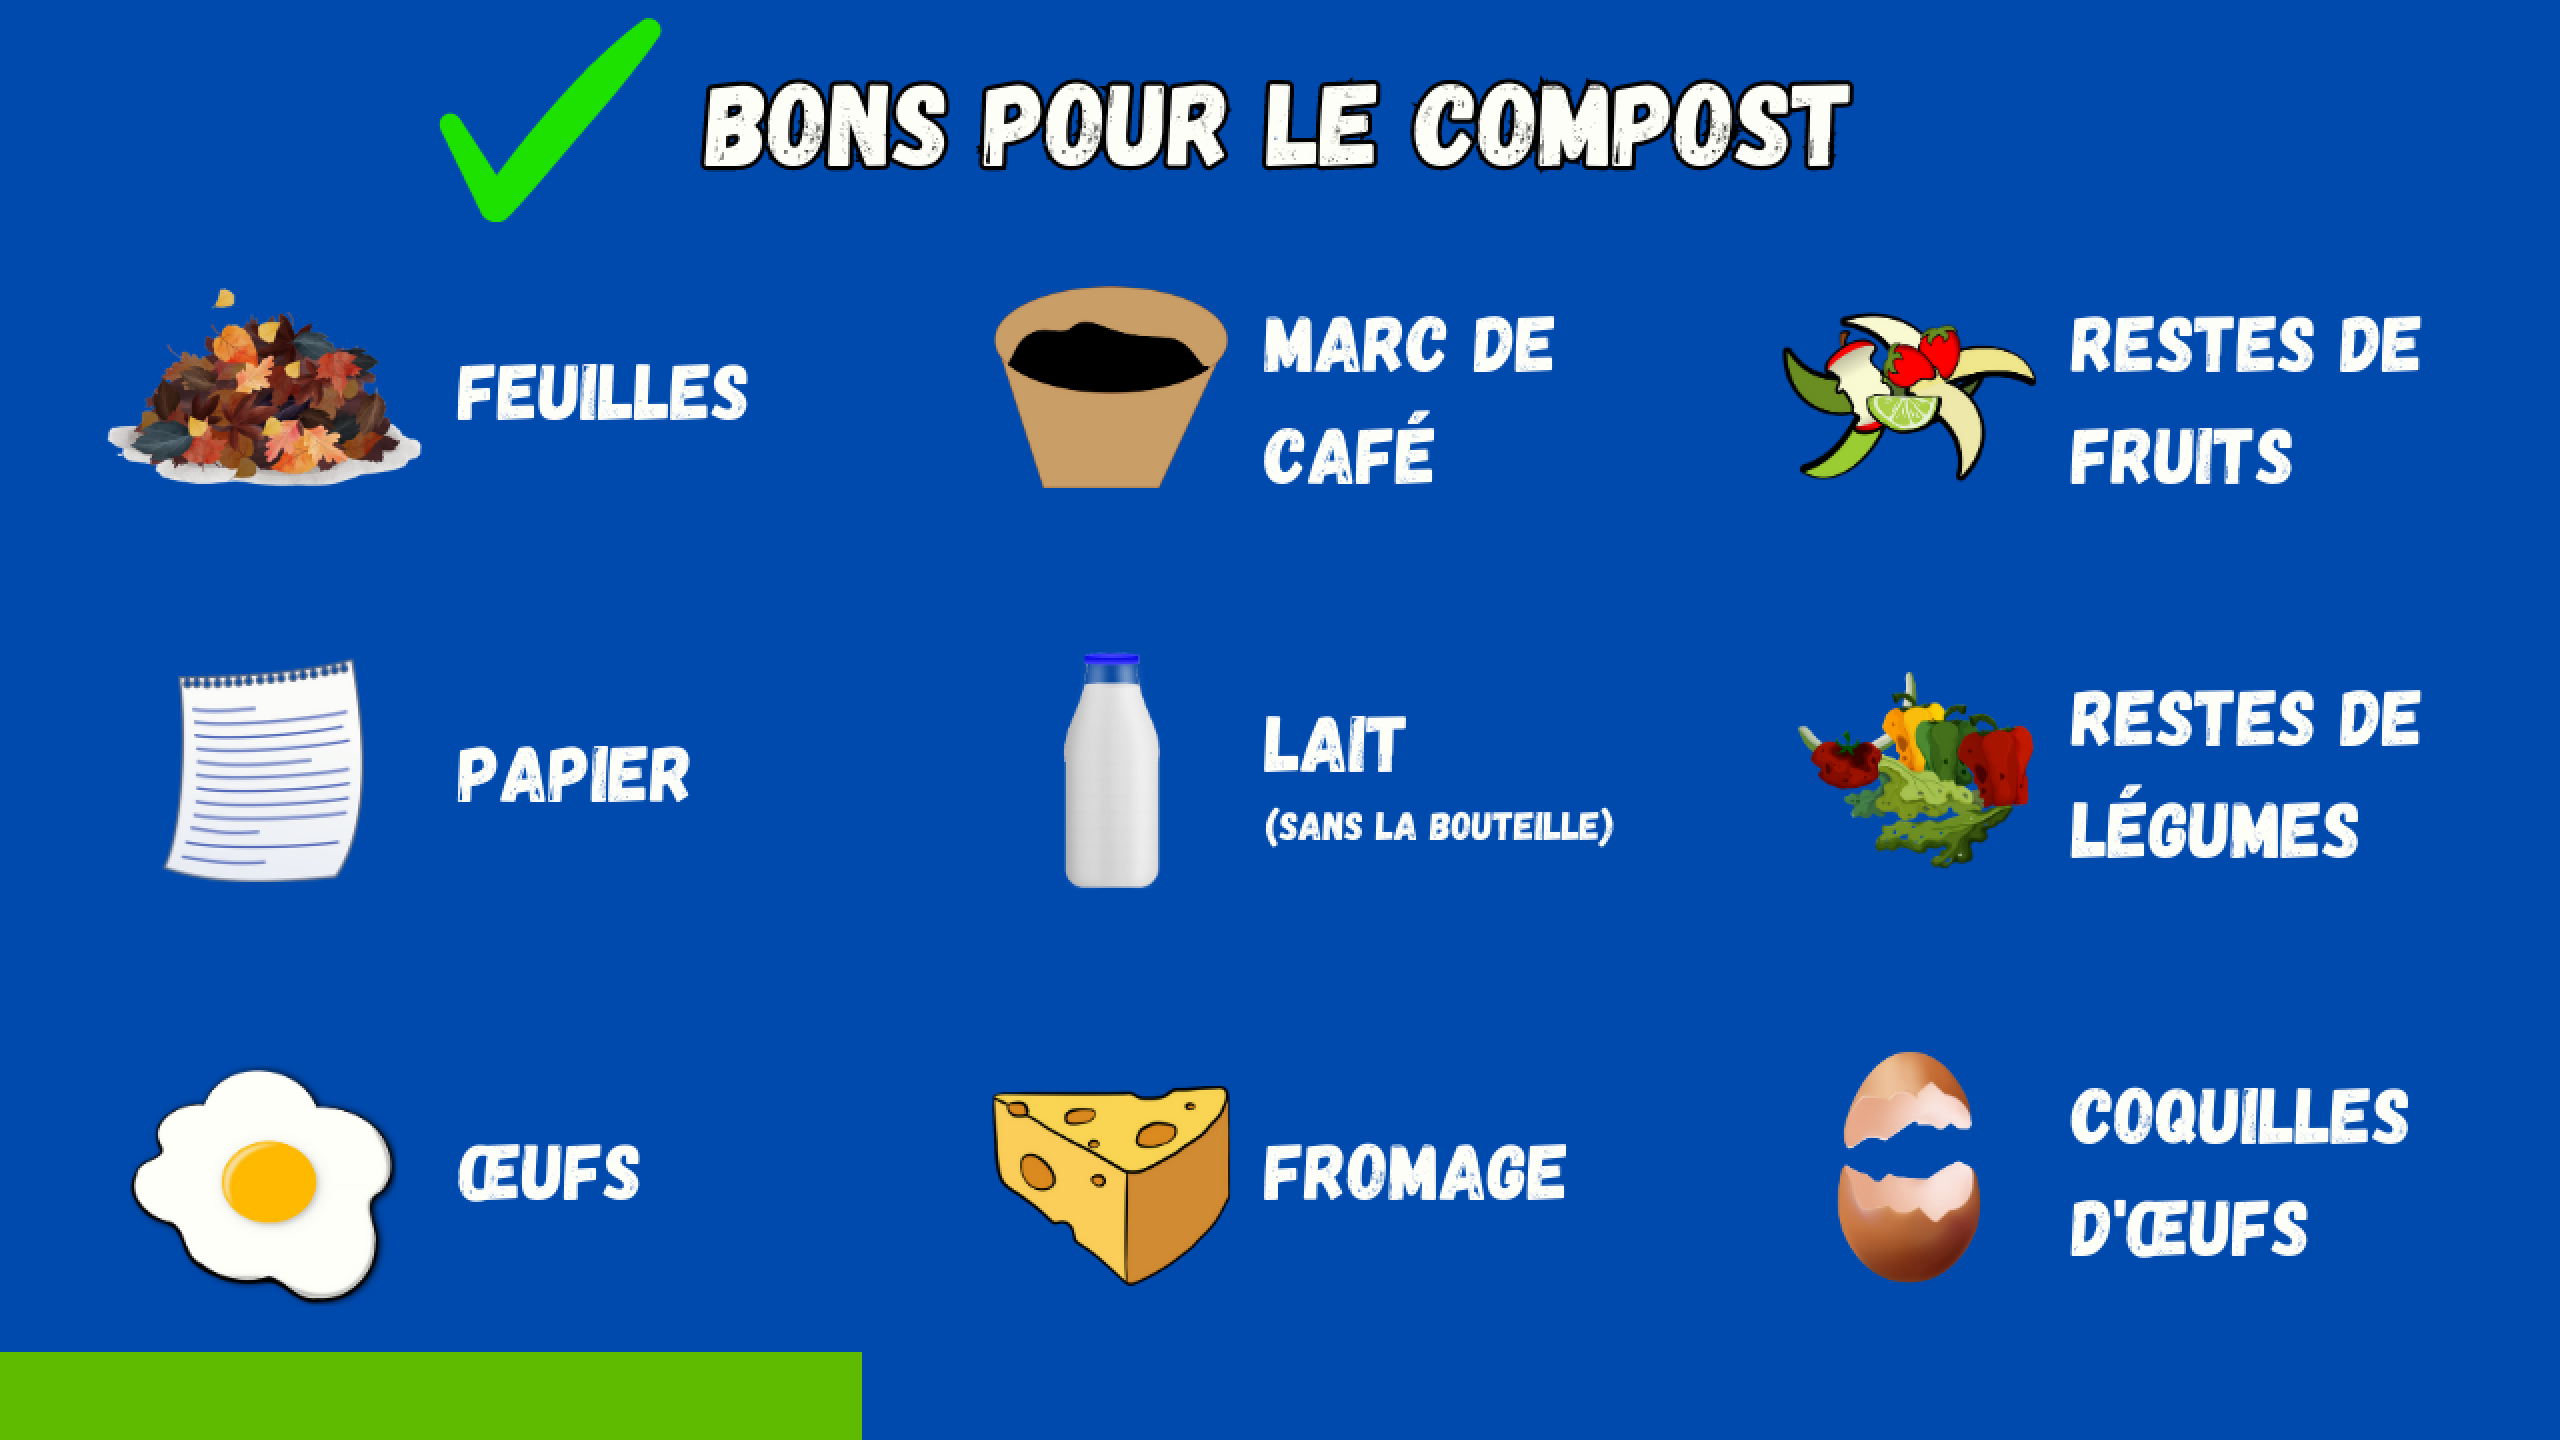 BONS POUR LE COMPOST
FEUILLES
MARC DE
CAFÉ
RESTES DE
FRUITS
PAPIER
LAIT
(SANS LA BOUTEILLE)
RESTES DE
LÉGUMES
ŒUFS
FROMAGE
COQUILLES
D'ŒUFS